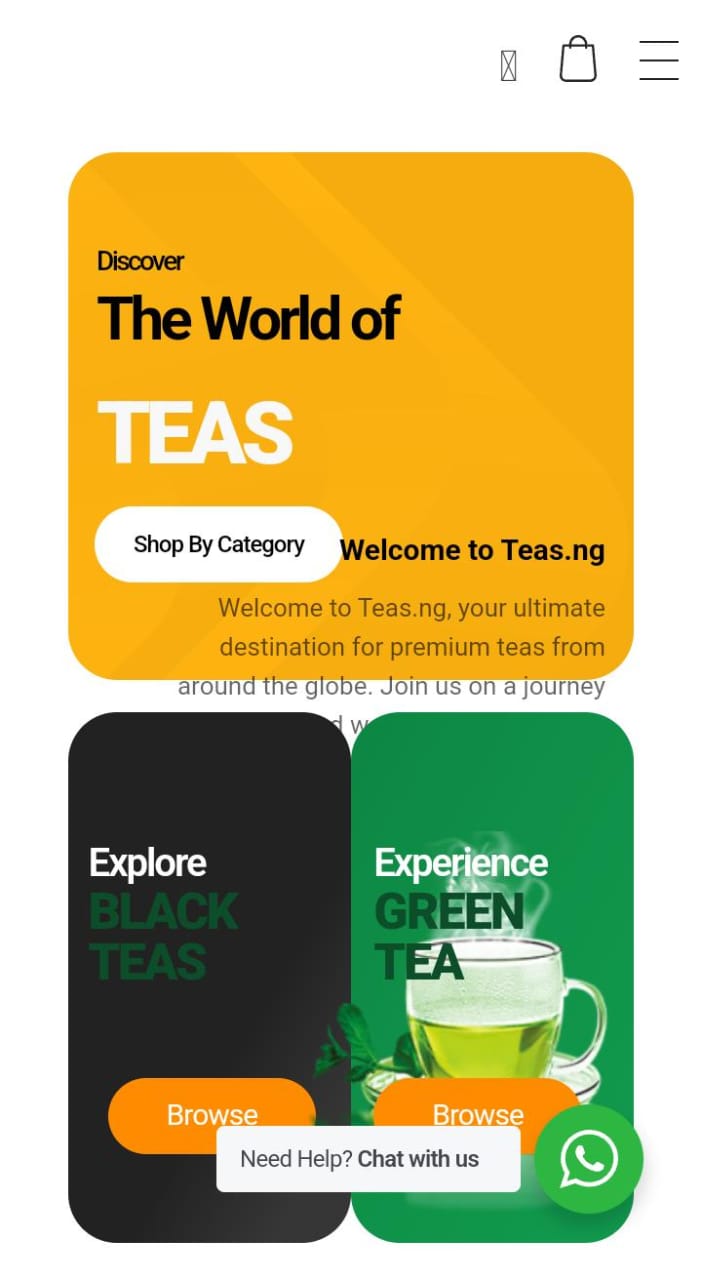 Discover
The World of
TEAS
Shop By Category
Welcome to Teas.ng
Welcome to Teas.ng, your ultimate
destination for premium teas from
around the globe. Join us on a journey
Explore
BLACK
TEAS
Experience
GREEN
TEA
Browse
Browse
Need Help? Chat with us